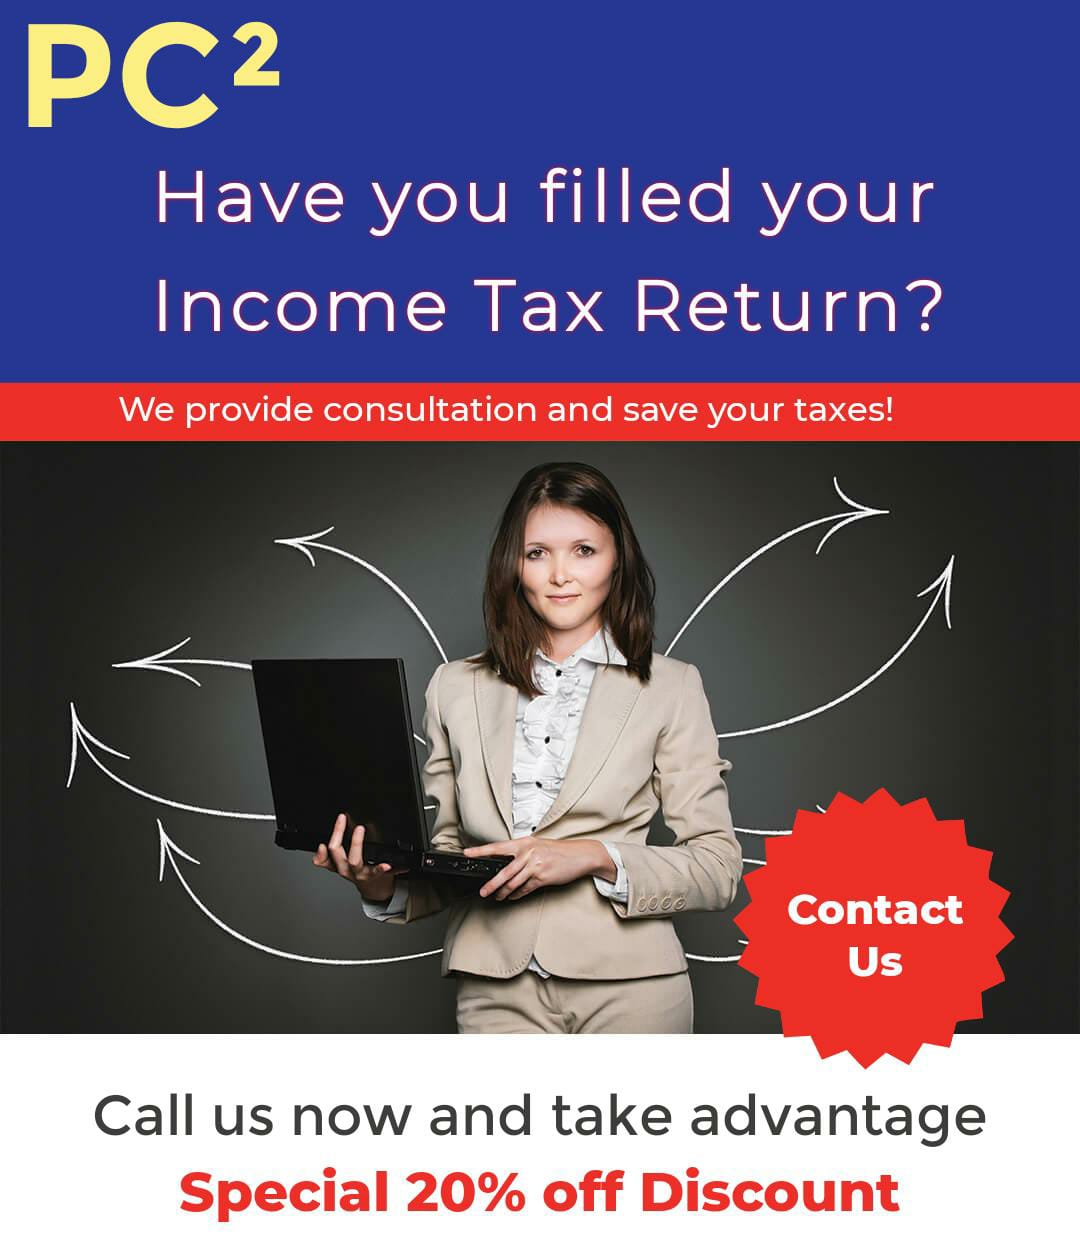 PC²
Have you filled your
Income Tax Return?
We provide consultation and save your taxes!
Contact
Us
Call us now and take advantage
Special 20% off Discount